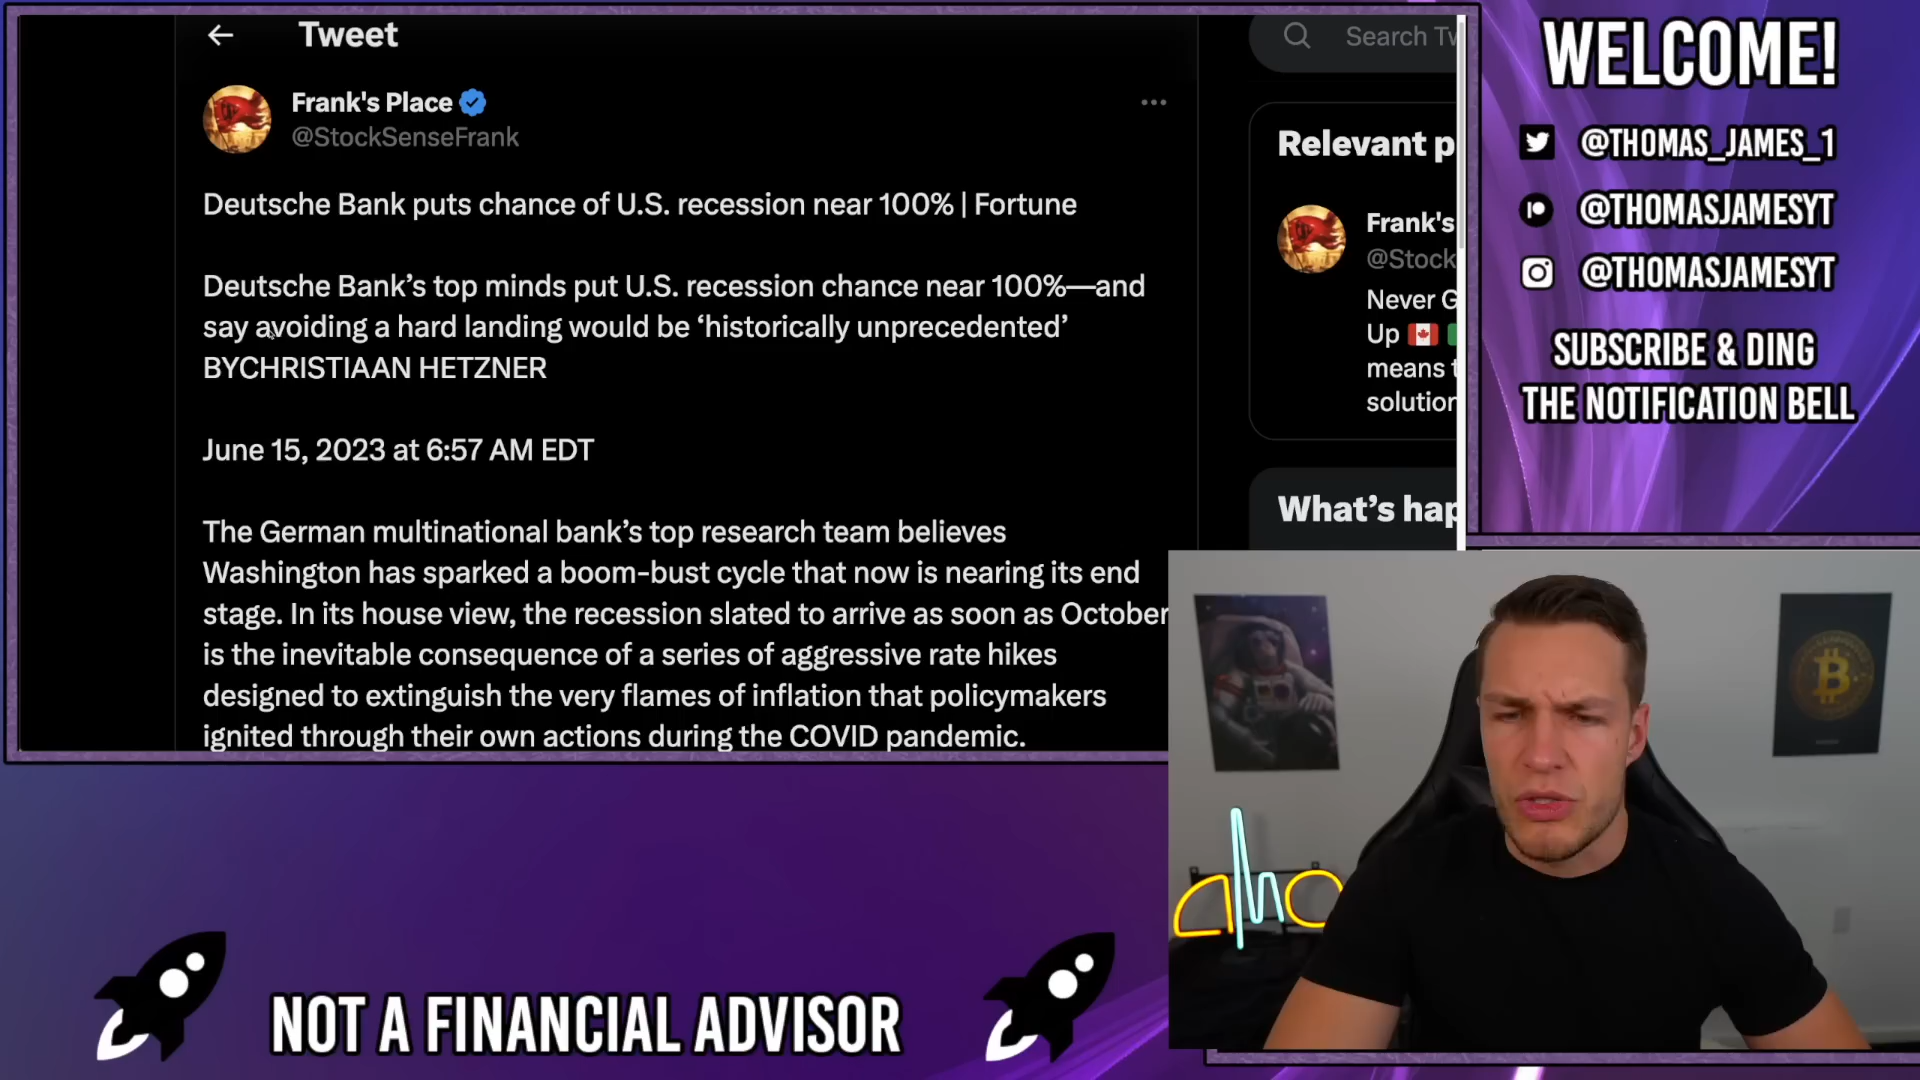 Tweet
Frank's Place
@StockSenseFrank
Deutsche Bank puts chance of U.S. recession near 100% | Fortune
Deutsche Bank’s top minds put U.S. recession chance near 100%—and
say avoiding a hard landing would be ‘historically unprecedented’
BYCHRISTIAAN HETZNER
June 15, 2023 at 6:57 AM EDT
The German multinational bank’s top research team believes
Washington has sparked a boom-bust cycle that now is nearing its end
stage. In its house view, the recession slated to arrive as soon as October
is the inevitable consequence of a series of aggressive rate hikes
designed to extinguish the very flames of inflation that policymakers
ignited through their own actions during the COVID pandemic.
Search Tw
Relevant p
Frank's
@Stock
Never G
Up
means t
solution
What’s hap
WELCOME!
@THOMAS_JAMES_1
@THOMASJAMESYT
@THOMASJAMESYT
SUBSCRIBE & DING
THE NOTIFICATION BELL
NOT A FINANCIAL ADVISOR